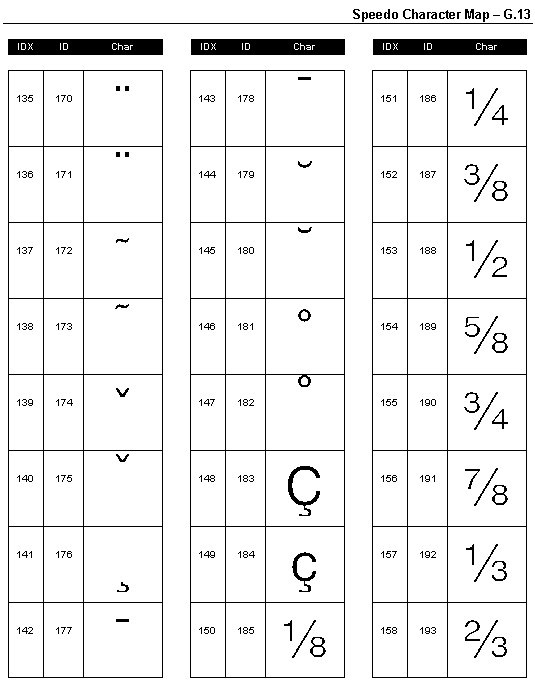 Speedo Character Map – G.13
IDX ID Char
135 170 ¨
136 171 ¨
137 172 ~
138 173 ~
139 174 ˇ
140 175 ˇ
141 176 ¸
142 177 ¯
IDX ID Char
143 178 ¯
144 179 ˘
145 180 ˘
146 181 °
147 182 °
148 183 Ç
149 184 ç
150 185 1/8
IDX ID Char
151 186 1/4
152 187 3/8
153 188 1/2
154 189 5/8
155 190 3/4
156 191 7/8
157 192 1/3
158 193 2/3